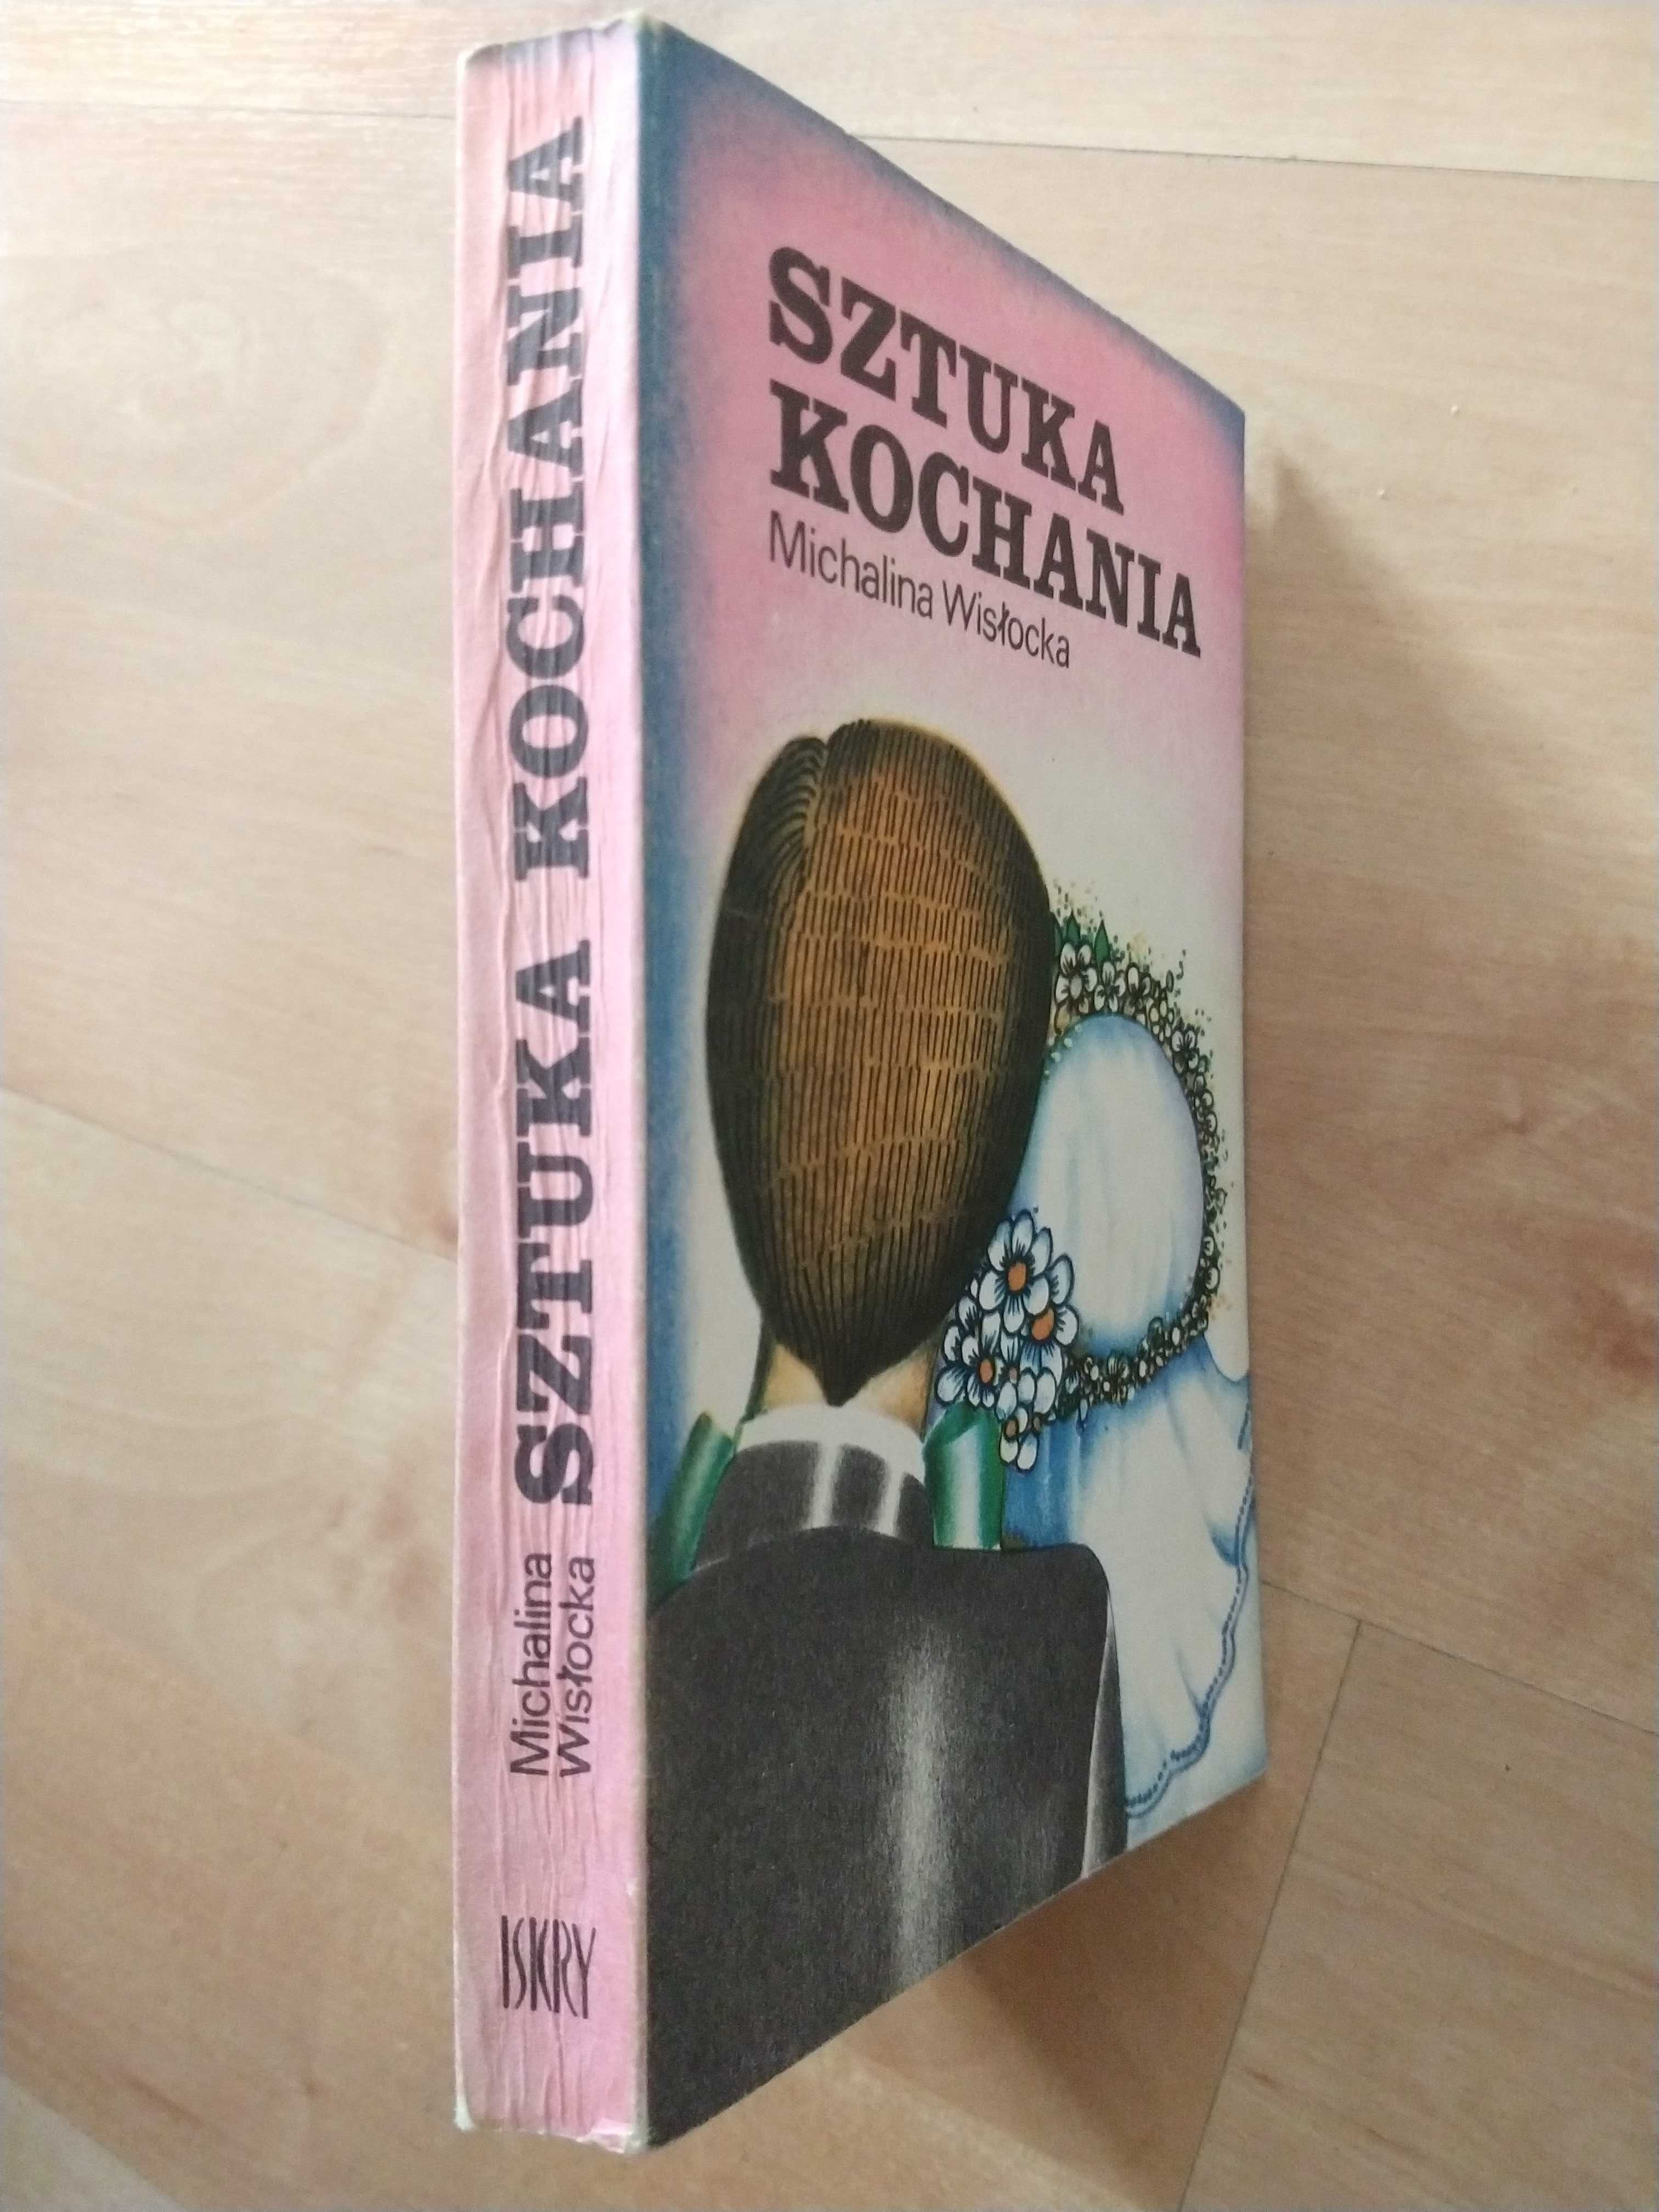 SZTUKA
KOCHANIA
Michalina Wisłocka
Michalina
Wisłocka
SZTUKA KOCHANIA
ISKRY